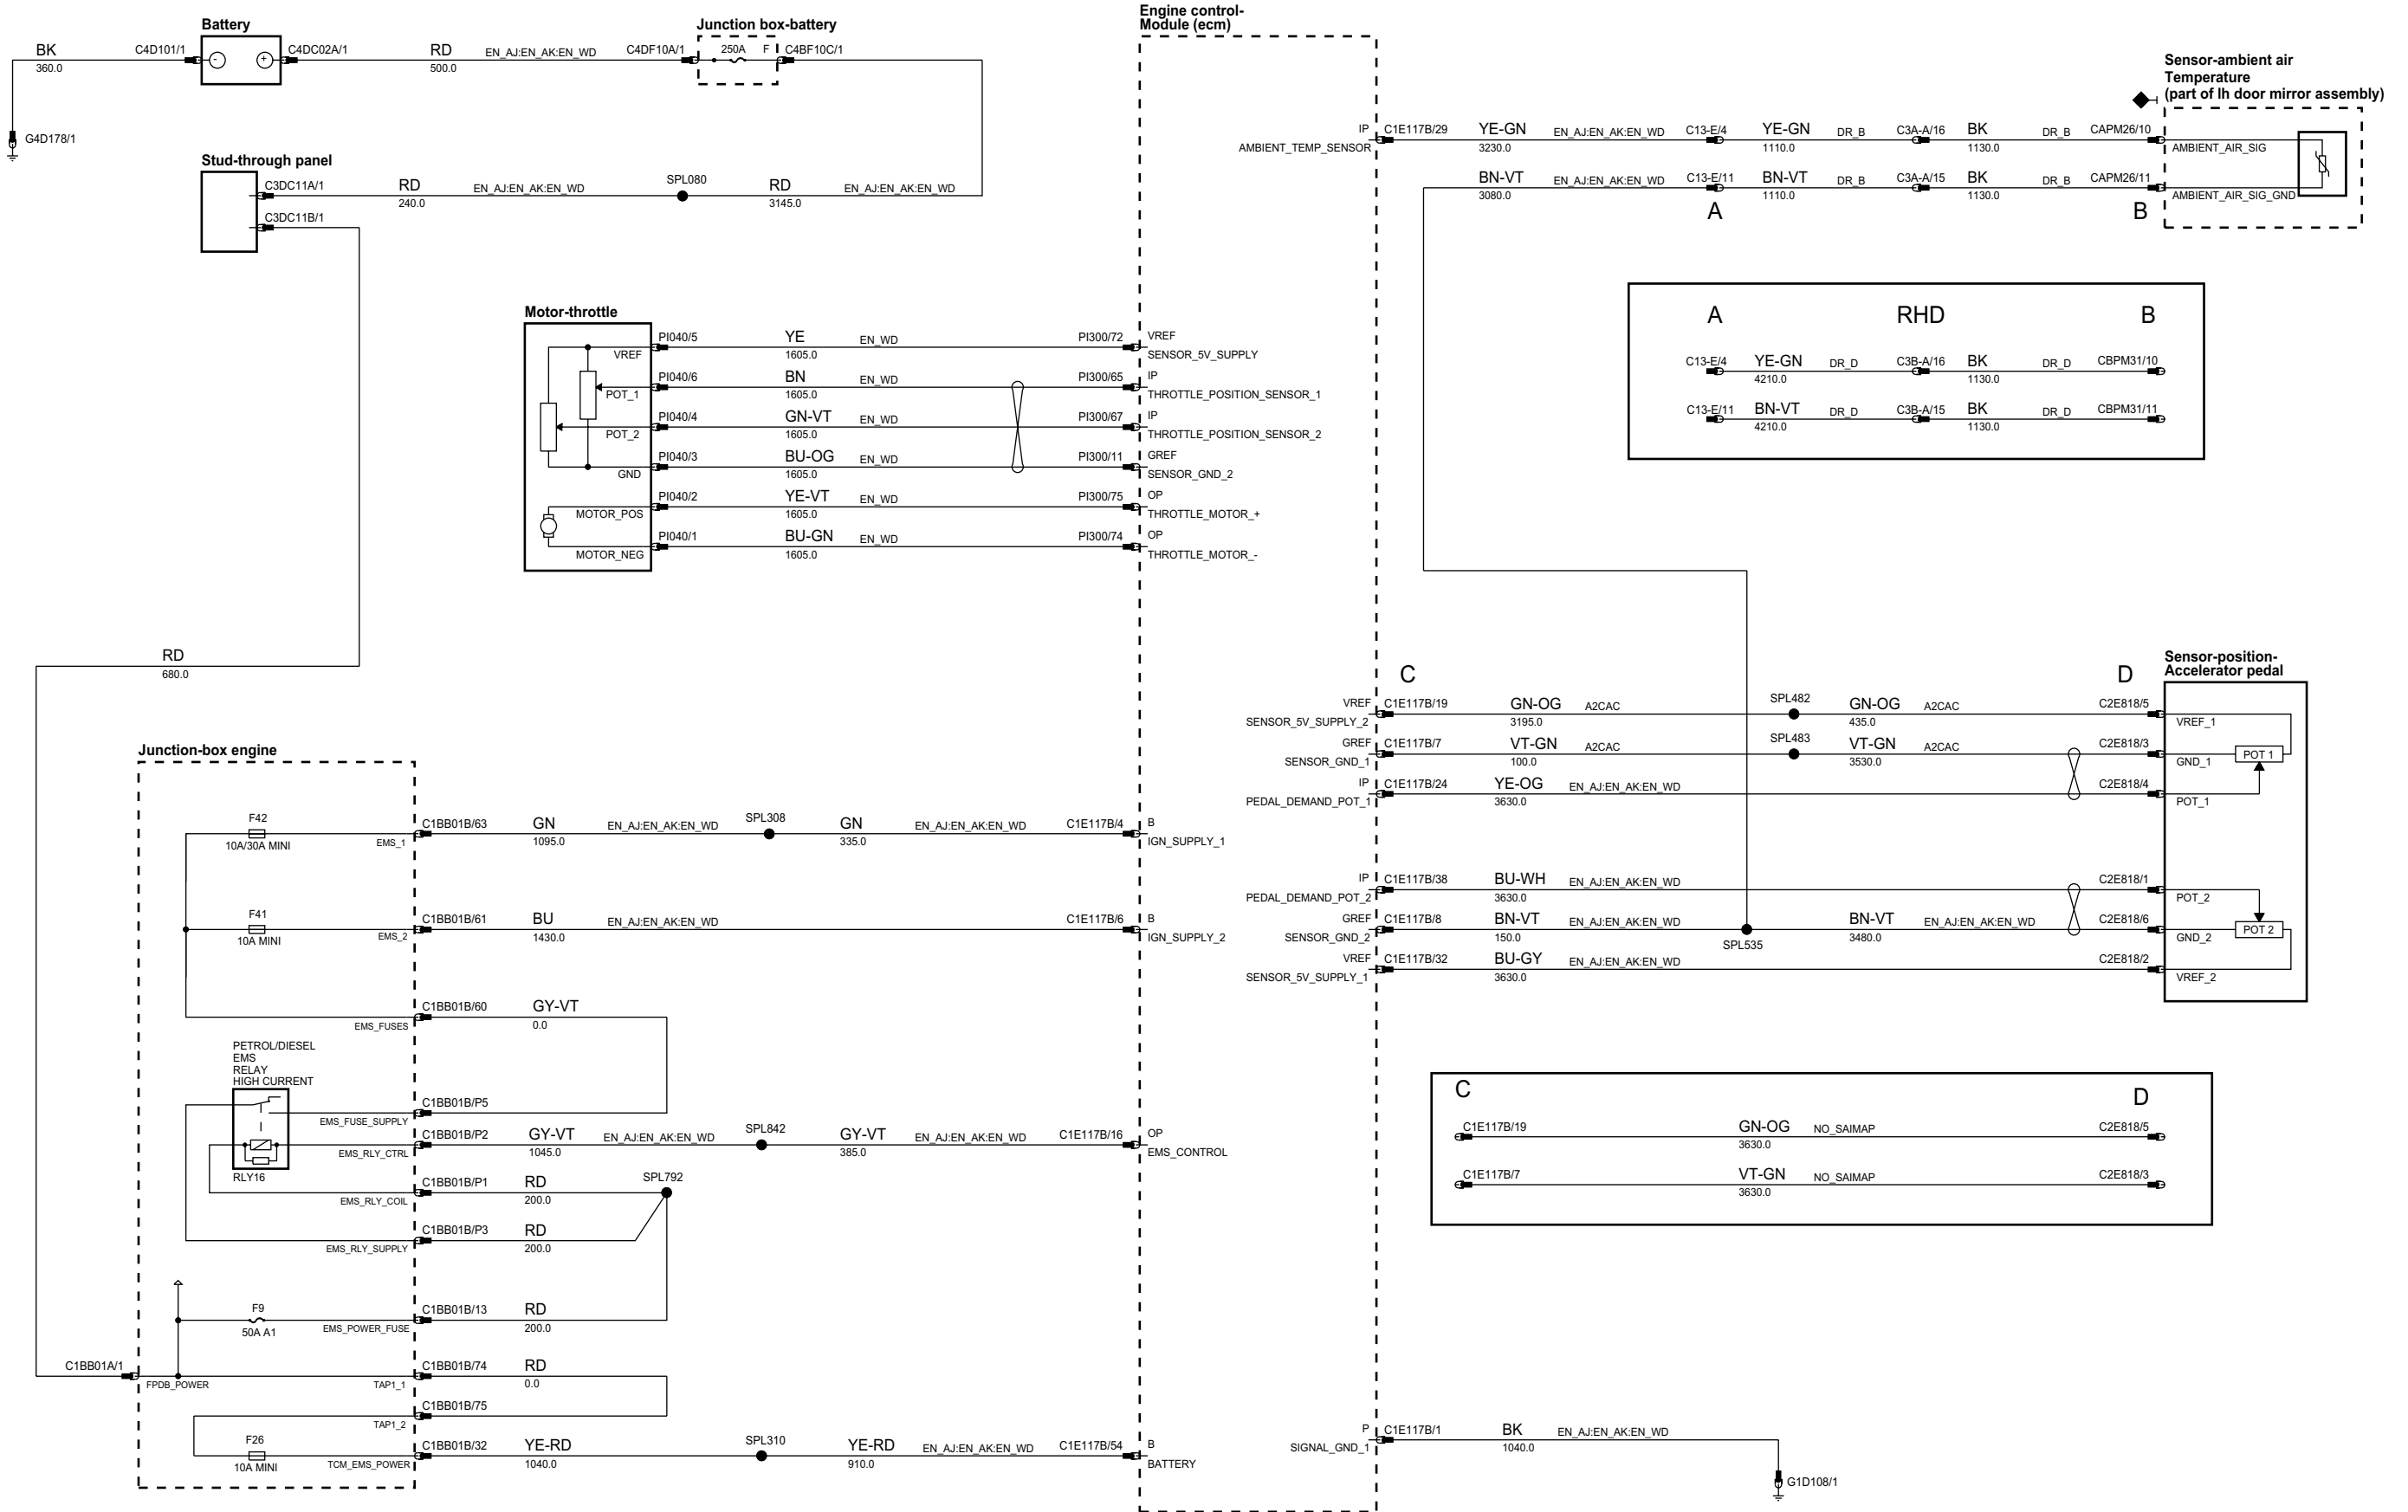 Battery
BK
360.0
C4D101/1
-
+
C4DC02A/1
RD
500.0
EN_AJ:EN_AK:EN_WD
C4DF10A/1
Junction box-battery
250A
F
C4BF10C/1
G4D178/1
Stud-through panel
C3DC11A/1
RD
240.0
EN_AJ:EN_AK:EN_WD
SPL080
RD
3145.0
EN_AJ:EN_AK:EN_WD
C3DC11B/1
RD
680.0
Motor-throttle
VREF
PI040/5
YE
1605.0
EN_WD
PI300/72
VREF
SENSOR_5V_SUPPLY
POT_1
PI040/6
BN
1605.0
EN_WD
PI300/65
IP
THROTTLE_POSITION_SENSOR_1
POT_2
PI040/4
GN-VT
1605.0
EN_WD
PI300/67
IP
THROTTLE_POSITION_SENSOR_2
GND
PI040/3
BU-OG
1605.0
EN_WD
PI300/11
GREF
SENSOR_GND_2
MOTOR_POS
PI040/2
YE-VT
1605.0
EN_WD
PI300/75
OP
THROTTLE_MOTOR_+
MOTOR_NEG
PI040/1
BU-GN
1605.0
EN_WD
PI300/74
OP
THROTTLE_MOTOR_-
Junction-box engine
F42
10A/30A MINI
EMS_1
C1BB01B/63
GN
1095.0
EN_AJ:EN_AK:EN_WD
SPL308
GN
335.0
EN_AJ:EN_AK:EN_WD
C1E117B/4
B
IGN_SUPPLY_1
F41
10A MINI
EMS_2
C1BB01B/61
BU
1430.0
EN_AJ:EN_AK:EN_WD
C1E117B/6
B
IGN_SUPPLY_2
EMS_FUSES
C1BB01B/60
GY-VT
0.0
PETROL/DIESEL
EMS
RELAY
HIGH CURRENT
RLY16
EMS_FUSE_SUPPLY
C1BB01B/P5
EMS_RLY_CTRL
C1BB01B/P2
GY-VT
1045.0
EN_AJ:EN_AK:EN_WD
SPL842
GY-VT
385.0
EN_AJ:EN_AK:EN_WD
C1E117B/16
OP
EMS_CONTROL
EMS_RLY_COIL
C1BB01B/P1
RD
200.0
SPL792
EMS_RLY_SUPPLY
C1BB01B/P3
RD
200.0
F9
50A A1
EMS_POWER_FUSE
C1BB01B/13
RD
200.0
C1BB01A/1
FPDB_POWER
TAP1_1
C1BB01B/74
RD
0.0
TAP1_2
C1BB01B/75
F26
10A MINI
TCM_EMS_POWER
C1BB01B/32
YE-RD
1040.0
SPL310
YE-RD
910.0
EN_AJ:EN_AK:EN_WD
C1E117B/54
B
BATTERY
Engine control-
Module (ecm)
IP
AMBIENT_TEMP_SENSOR
C1E117B/29
YE-GN
3230.0
EN_AJ:EN_AK:EN_WD
C13-E/4
YE-GN
1110.0
DR_B
C3A-A/16
BK
1130.0
DR_B
CAPM26/10
AMBIENT_AIR_SIG
Sensor-ambient air
Temperature
(part of lh door mirror assembly)
BN-VT
3080.0
EN_AJ:EN_AK:EN_WD
C13-E/11
BN-VT
1110.0
DR_B
C3A-A/15
BK
1130.0
DR_B
CAPM26/11
AMBIENT_AIR_SIG_GND
A
B
A
RHD
B
C13-E/4
YE-GN
4210.0
DR_D
C3B-A/16
BK
1130.0
DR_D
CBPM31/10
C13-E/11
BN-VT
4210.0
DR_D
C3B-A/15
BK
1130.0
DR_D
CBPM31/11
C
D
Sensor-position-
Accelerator pedal
VREF
SENSOR_5V_SUPPLY_2
C1E117B/19
GN-OG
3195.0
A2CAC
SPL482
GN-OG
435.0
A2CAC
C2E818/5
VREF_1
GREF
SENSOR_GND_1
C1E117B/7
VT-GN
100.0
A2CAC
SPL483
VT-GN
3530.0
A2CAC
C2E818/3
GND_1
POT 1
IP
PEDAL_DEMAND_POT_1
C1E117B/24
YE-OG
3630.0
EN_AJ:EN_AK:EN_WD
C2E818/4
POT_1
IP
PEDAL_DEMAND_POT_2
C1E117B/38
BU-WH
3630.0
EN_AJ:EN_AK:EN_WD
C2E818/1
POT_2
GREF
SENSOR_GND_2
C1E117B/8
BN-VT
150.0
EN_AJ:EN_AK:EN_WD
SPL535
BN-VT
3480.0
EN_AJ:EN_AK:EN_WD
C2E818/6
GND_2
POT 2
VREF
SENSOR_5V_SUPPLY_1
C1E117B/32
BU-GY
3630.0
EN_AJ:EN_AK:EN_WD
C2E818/2
VREF_2
C
D
C1E117B/19
GN-OG
3630.0
NO_SAIMAP
C2E818/5
C1E117B/7
VT-GN
3630.0
NO_SAIMAP
C2E818/3
P
SIGNAL_GND_1
C1E117B/1
BK
1040.0
EN_AJ:EN_AK:EN_WD
G1D108/1